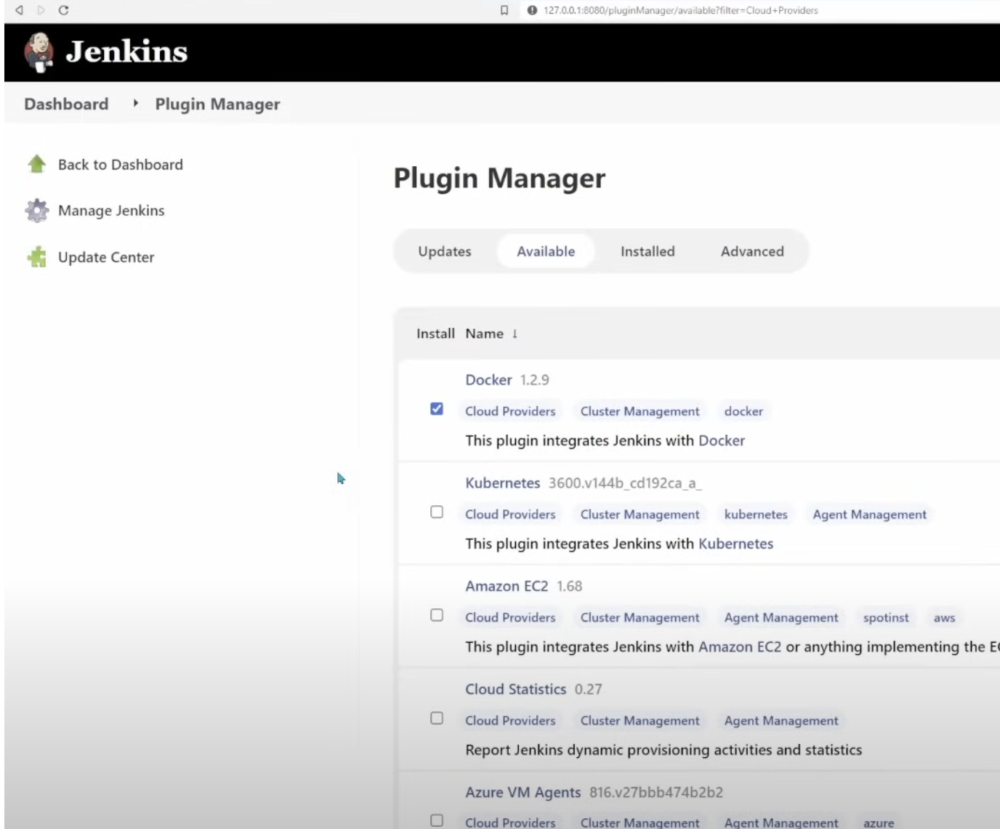 127.0.0.1:8080/pluginManager/available?filter=Cloud+Providers
Jenkins
Dashboard Plugin Manager
Back to Dashboard
Manage Jenkins
Update Center
Plugin Manager
Updates Available Installed Advanced
Install Name ↓
Docker 1.2.9
Cloud Providers Cluster Management docker
This plugin integrates Jenkins with Docker
Kubernetes 3600.v144b_cd192ca_a_
Cloud Providers Cluster Management kubernetes Agent Management
This plugin integrates Jenkins with Kubernetes
Amazon EC2 1.68
Cloud Providers Cluster Management Agent Management spotinst aws
This plugin integrates Jenkins with Amazon EC2 or anything implementing the
Cloud Statistics 0.27
Cloud Providers Cluster Management Agent Management
Report Jenkins dynamic provisioning activities and statistics
Azure VM Agents 816.v27bbb474b2b2
Cloud Providers Cluster Management Agent Management azure